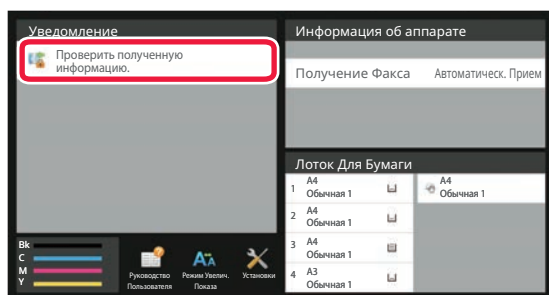 Уведомление
Проверить полученную
информацию.
Информация об аппарате
Получение Факса Автоматическ. Прием
Лоток Для Бумаги
1 A4
Обычная 1
A4
Обычная 1
2 A4
Обычная 1
3 A4
Обычная 1
4 A3
Обычная 1
Bk
C
M
Y
Руководство
Пользователя
Режим Увелич.
Показа
Установки